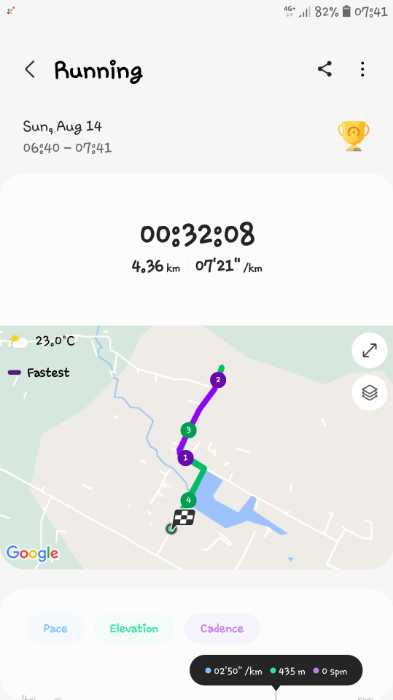 4G+ 82% 07:41
Running
Sun, Aug 14
06:40 - 07:41
00:32:08
4.36 km 07'21" /km
23.0°C
Fastest
2
3
1
4
Google
Pace Elevation Cadence
02'50" /km 435 m 0 spm